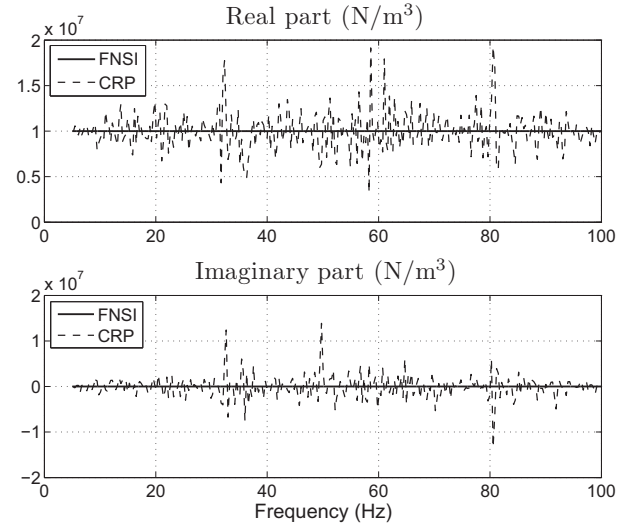 Real part (N/m³)
x 10⁷
2
1.5
1
0.5
0
FNSI
CRP
0 20 40 60 80 100
Imaginary part (N/m³)
x 10⁷
2
1
0
−1
−2
FNSI
CRP
0 20 40 60 80 100
Frequency (Hz)